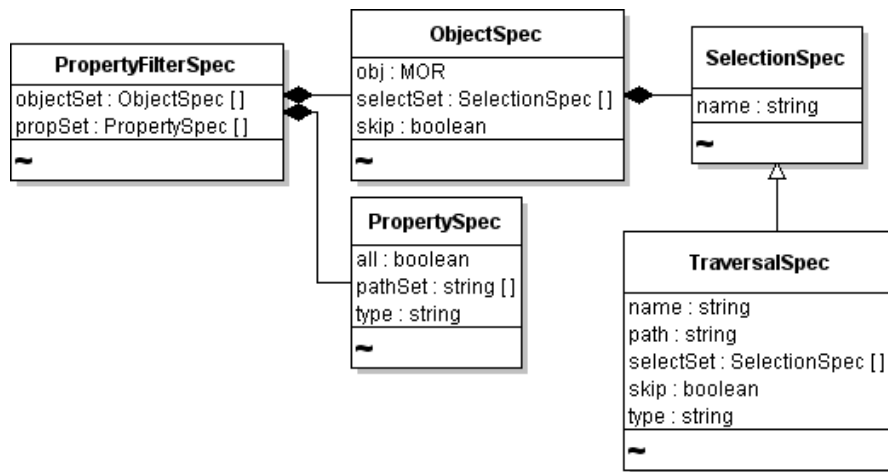 PropertyFilterSpec
objectSet : ObjectSpec [ ]
propSet : PropertySpec [ ]
~
ObjectSpec
obj : MOR
selectSet : SelectionSpec [ ]
skip : boolean
~
SelectionSpec
name : string
~
PropertySpec
all : boolean
pathSet : string [ ]
type : string
~
TraversalSpec
name : string
path : string
selectSet : SelectionSpec [ ]
skip : boolean
type : string
~